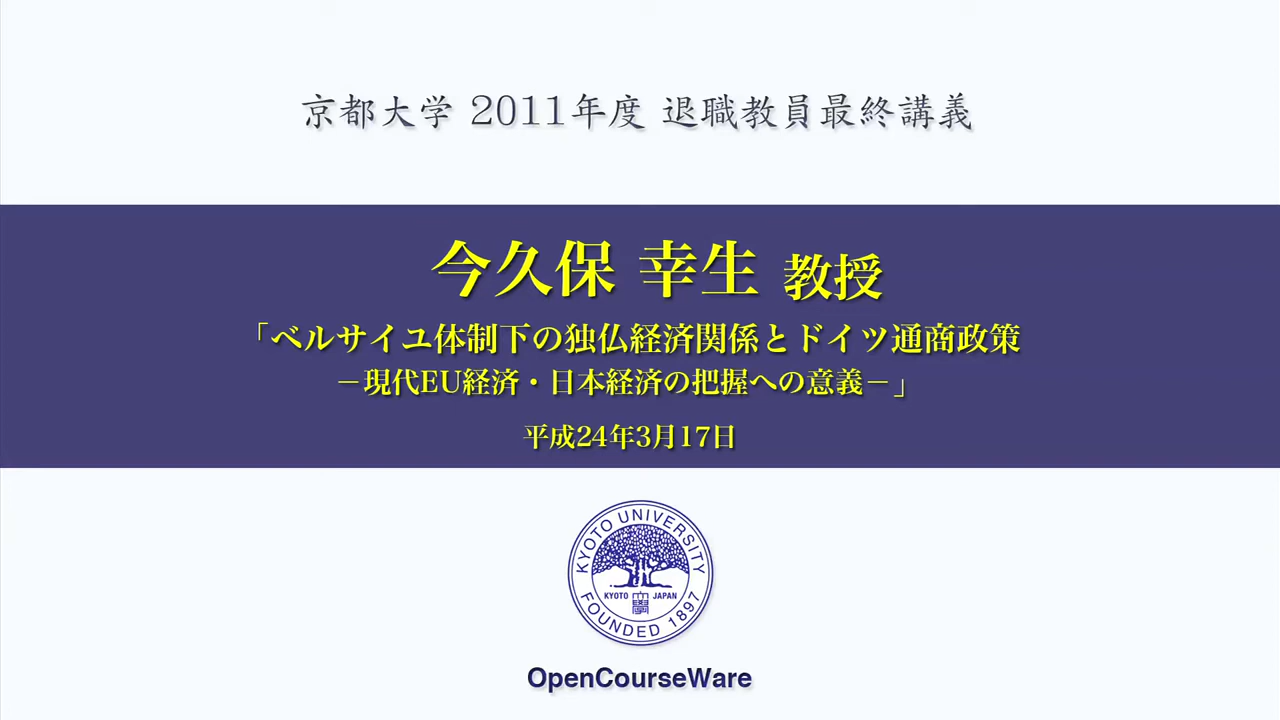 京都大学 2011年度 退職教員最終講義
今久保 幸生 教授
「ベルサイユ体制下の独仏経済関係とドイツ通商政策
－現代EU経済・日本経済の把握への意義－」
平成24年3月17日
KYOTO UNIVERSITY
KYOTO JAPAN
大學
FOUNDED 1897
OpenCourseWare